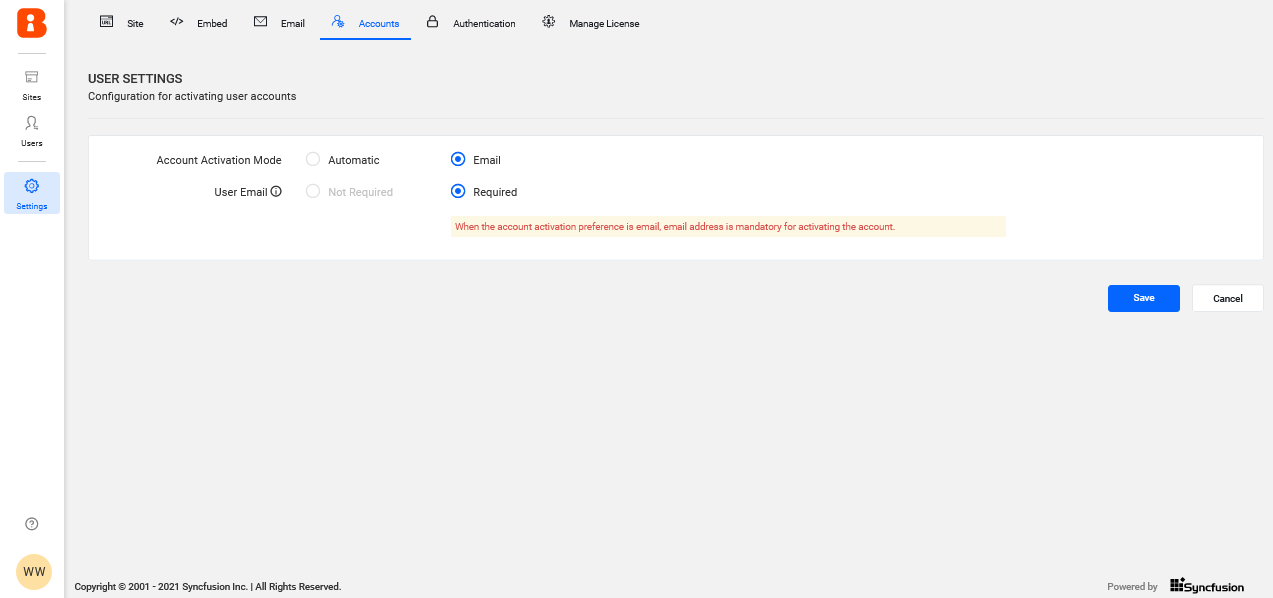 Site Embed Email Accounts Authentication Manage License
Sites
Users
Settings
USER SETTINGS
Configuration for activating user accounts
Account Activation Mode Automatic Email
User Email Not Required Required
When the account activation preference is email, email address is mandatory for activating the account.
Save Cancel
WW
Copyright © 2001 - 2021 Syncfusion Inc. | All Rights Reserved.
Powered by Syncfusion